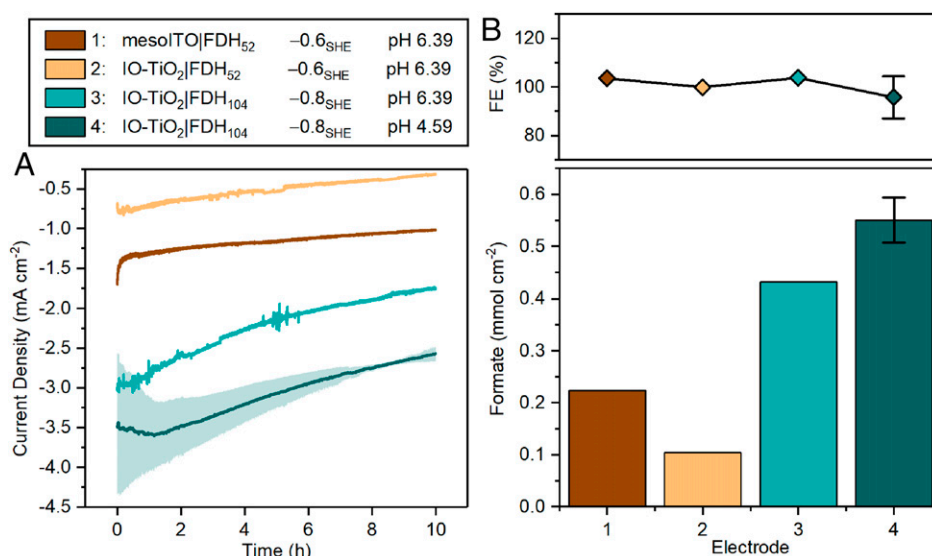 1: mesoITO|FDH₅₂ −0.6SHE pH 6.39
2: IO-TiO₂|FDH₅₂ −0.6SHE pH 6.39
3: IO-TiO₂|FDH₁₀₄ −0.8SHE pH 6.39
4: IO-TiO₂|FDH₁₀₄ −0.8SHE pH 4.59
A
Current Density (mA cm⁻²)
-0.5
-1.0
-1.5
-2.0
-2.5
-3.0
-3.5
-4.0
-4.5
0 2 4 6 8 10
Time (h)
B
FE (%)
120
100
80
Formate (mmol cm⁻²)
0.6
0.5
0.4
0.3
0.2
0.1
0.0
1 2 3 4
Electrode